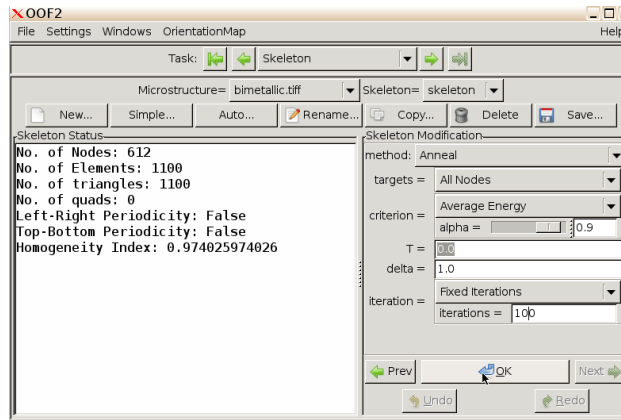 OOF2
File Settings Windows OrientationMap Help
Task: Skeleton
Microstructure= bimetallic.tiff Skeleton= skeleton
New... Simple... Auto... Rename... Copy... Delete Save...
Skeleton Status
No. of Nodes: 612
No. of Elements: 1100
No. of triangles: 1100
No. of quads: 0
Left-Right Periodicity: False
Top-Bottom Periodicity: False
Homogeneity Index: 0.974025974026
Skeleton Modification
method: Anneal
targets = All Nodes
criterion = Average Energy
alpha = 0.9
T = 0.0
delta = 1.0
iteration = Fixed Iterations
iterations = 100
Prev OK Next
Undo Redo